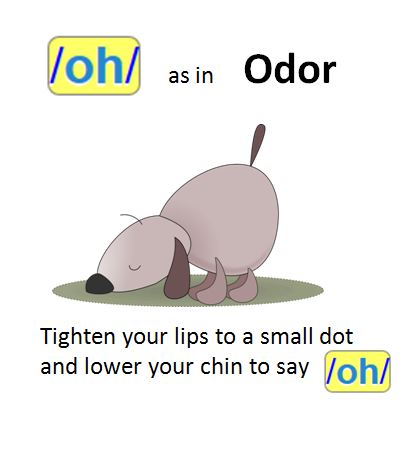 /oh/ as in Odor
Tighten your lips to a small dot
and lower your chin to say /oh/